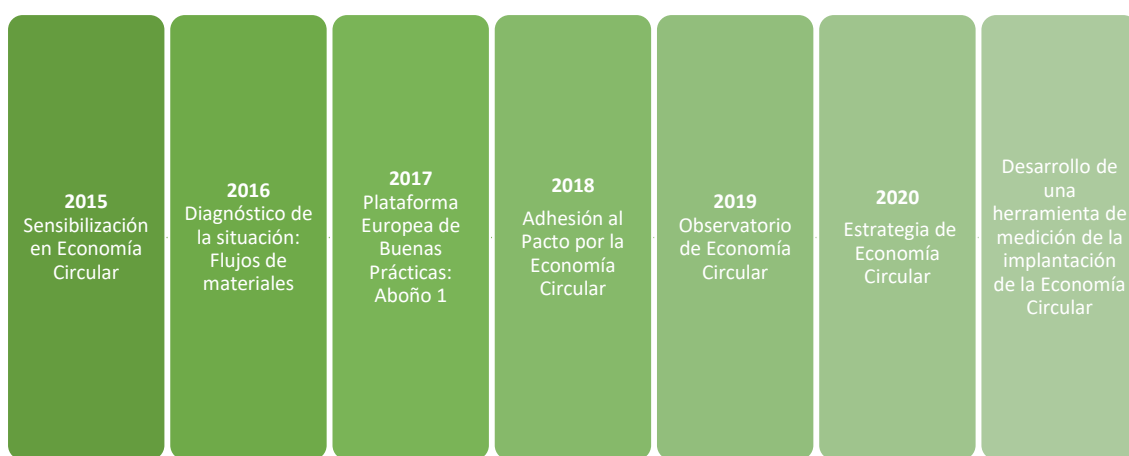 2015
Sensibilización
en Economía
Circular
2016
Diagnóstico de
la situación:
Flujos de
materiales
2017
Plataforma
Europea de
Buenas
Prácticas:
Aboño 1
2018
Adhesión al
Pacto por la
Economía
Circular
2019
Observatorio
de Economía
Circular
2020
Estrategia de
Economía
Circular
Desarrollo de
una
herramienta de
medición de la
implantación
de la Economía
Circular